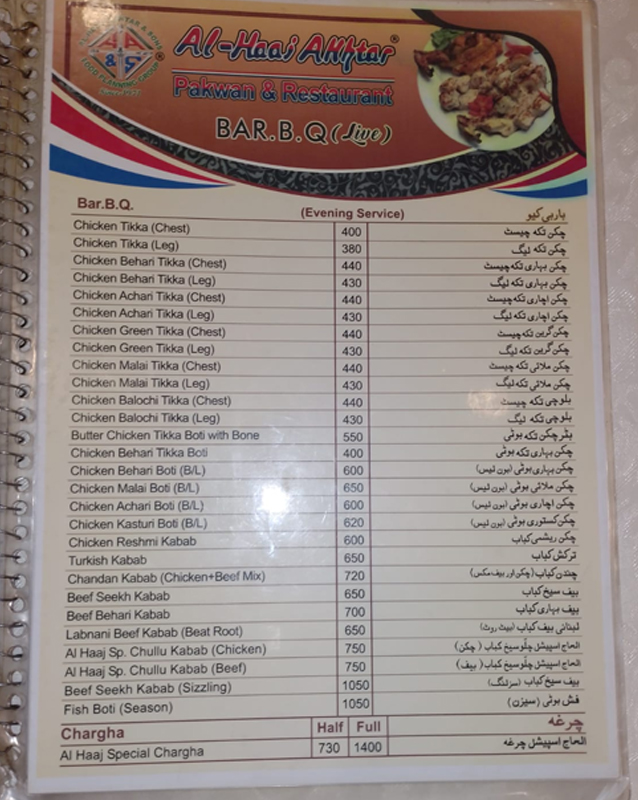 Al-Haaj Akhtar®
Pakwan & Restaurant
BAR.B.Q (Live)
Bar.B.Q. (Evening Service) باربی کیو
Chicken Tikka (Chest) 400 چکن تکہ چیسٹ
Chicken Tikka (Leg) 380 چکن تکہ لیگ
Chicken Behari Tikka (Chest) 440 چکن بہاری تکہ چیسٹ
Chicken Behari Tikka (Leg) 430 چکن بہاری تکہ لیگ
Chicken Achari Tikka (Chest) 440 چکن اچاری تکہ چیسٹ
Chicken Achari Tikka (Leg) 430 چکن اچاری تکہ لیگ
Chicken Green Tikka (Chest) 440 چکن گرین تکہ چیسٹ
Chicken Green Tikka (Leg) 430 چکن گرین تکہ لیگ
Chicken Malai Tikka (Chest) 440 چکن ملائی تکہ چیسٹ
Chicken Malai Tikka (Leg) 430 چکن ملائی تکہ لیگ
Chicken Balochi Tikka (Chest) 440 بلوچی تکہ چیسٹ
Chicken Balochi Tikka (Leg) 430 بلوچی تکہ لیگ
Butter Chicken Tikka Boti with Bone 550 بٹر چکن تکہ بوٹی
Chicken Behari Tikka Boti 400 چکن بہاری تکہ بوٹی
Chicken Behari Boti (B/L) 600 چکن بہاری بوٹی (بون لیس)
Chicken Malai Boti (B/L) 650 چکن ملائی بوٹی (بون لیس)
Chicken Achari Boti (B/L) 600 چکن اچاری بوٹی (بون لیس)
Chicken Kasturi Boti (B/L) 620 چکن کستوری بوٹی (بون لیس)
Chicken Reshmi Kabab 600 چکن ریشمی کباب
Turkish Kabab 650 ترکش کباب
Chandan Kabab (Chicken+Beef Mix) 720 چندن کباب (چکن اور بیف مکس)
Beef Seekh Kabab 650 بیف سیخ کباب
Beef Behari Kabab 700 بیف بہاری کباب
Labnani Beef Kabab (Beat Root) 650 لبنانی بیف کباب (بیٹ روٹ)
Al Haaj Sp. Chullu Kabab (Chicken) 750 الحاج اسپیشل چلو سیخ کباب (چکن)
Al Haaj Sp. Chullu Kabab (Beef) 750 الحاج اسپیشل چلو سیخ کباب (بیف)
Beef Seekh Kabab (Sizzling) 1050 بیف سیخ کباب (سزلنگ)
Fish Boti (Season) 1050 فش بوٹی (سیزن)
Chargha Half Full چرغہ
Al Haaj Special Chargha 730 1400 الحاج اسپیشل چرغہ